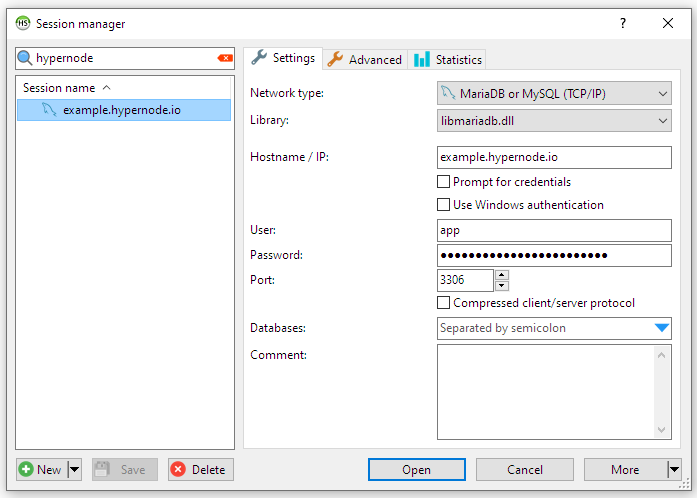 HS Session manager ?
hypernode
Session name
example.hypernode.io
Settings Advanced Statistics
Network type: MariaDB or MySQL (TCP/IP)
Library: libmariadb.dll
Hostname / IP: example.hypernode.io
Prompt for credentials
Use Windows authentication
User: app
Password: ●●●●●●●●●●●●●●●●●●●●●●●●
Port: 3306
Compressed client/server protocol
Databases: Separated by semicolon
Comment:
New Save Delete Open Cancel More